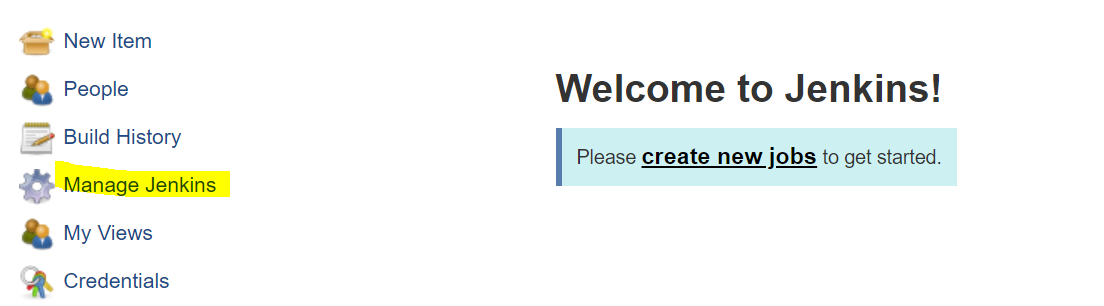 New Item
People
Build History
Manage Jenkins
My Views
Credentials
Welcome to Jenkins!
Please create new jobs to get started.